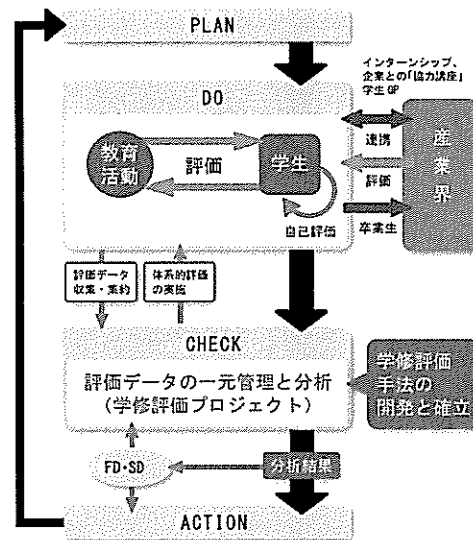 PLAN
DO
教育
活動
評価
学生
自己評価
インターンシップ、
企業との「協力講座」
学生GP
連携
評価
卒業生
産業界
評価データ
収集・集約
体系的評価
の実施
CHECK
評価データの一元管理と分析
(学修評価プロジェクト)
学修評価
手法の
開発と確立
FD・SD
分析結果
ACTION